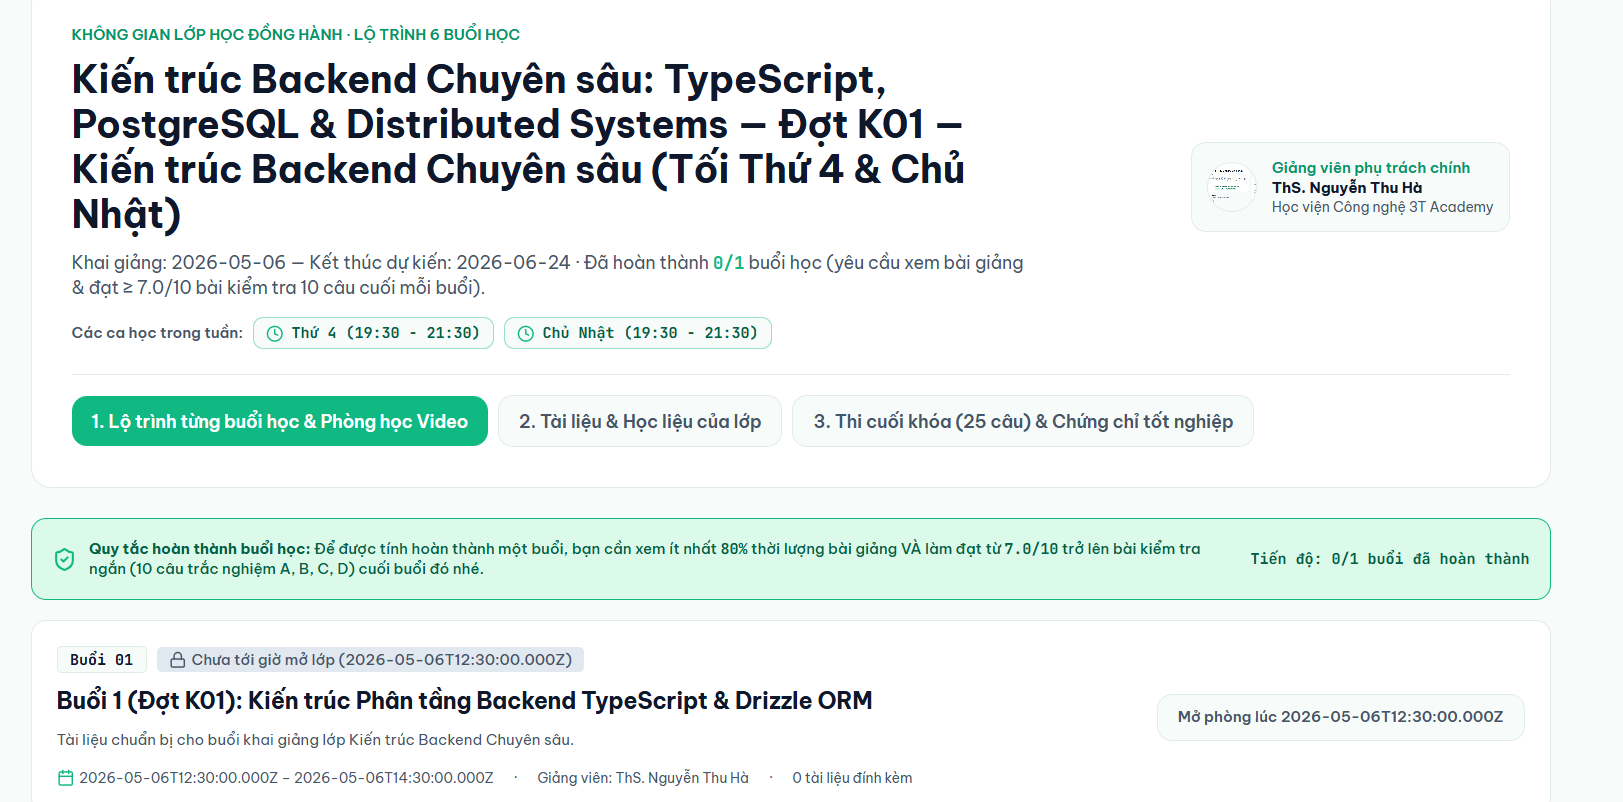 KHÔNG GIAN LỚP HỌC ĐỒNG HÀNH · LỘ TRÌNH 6 BUỔI HỌC
Kiến trúc Backend Chuyên sâu: TypeScript,
PostgreSQL & Distributed Systems — Đợt K01 —
Kiến trúc Backend Chuyên sâu (Tối Thứ 4 & Chủ
Nhật)
Giảng viên phụ trách chính
ThS. Nguyễn Thu Hà
Học viện Công nghệ 3T Academy
Khai giảng: 2026-05-06 — Kết thúc dự kiến: 2026-06-24 · Đã hoàn thành 0/1 buổi học (yêu cầu xem bài giảng
& đạt ≥ 7.0/10 bài kiểm tra 10 câu cuối mỗi buổi).
Các ca học trong tuần: Thứ 4 (19:30 - 21:30) Chủ Nhật (19:30 - 21:30)
1. Lộ trình từng buổi học & Phòng học Video 2. Tài liệu & Học liệu của lớp 3. Thi cuối khóa (25 câu) & Chứng chỉ tốt nghiệp
Quy tắc hoàn thành buổi học: Để được tính hoàn thành một buổi, bạn cần xem ít nhất 80% thời lượng bài giảng VÀ làm đạt từ 7.0/10 trở lên bài kiểm tra
ngắn (10 câu trắc nghiệm A, B, C, D) cuối buổi đó nhé.
Tiến độ: 0/1 buổi đã hoàn thành
Buổi 01 Chưa tới giờ mở lớp (2026-05-06T12:30:00.000Z)
Buổi 1 (Đợt K01): Kiến trúc Phân tầng Backend TypeScript & Drizzle ORM
Mở phòng lúc 2026-05-06T12:30:00.000Z
Tài liệu chuẩn bị cho buổi khai giảng lớp Kiến trúc Backend Chuyên sâu.
2026-05-06T12:30:00.000Z – 2026-05-06T14:30:00.000Z · Giảng viên: ThS. Nguyễn Thu Hà · 0 tài liệu đính kèm